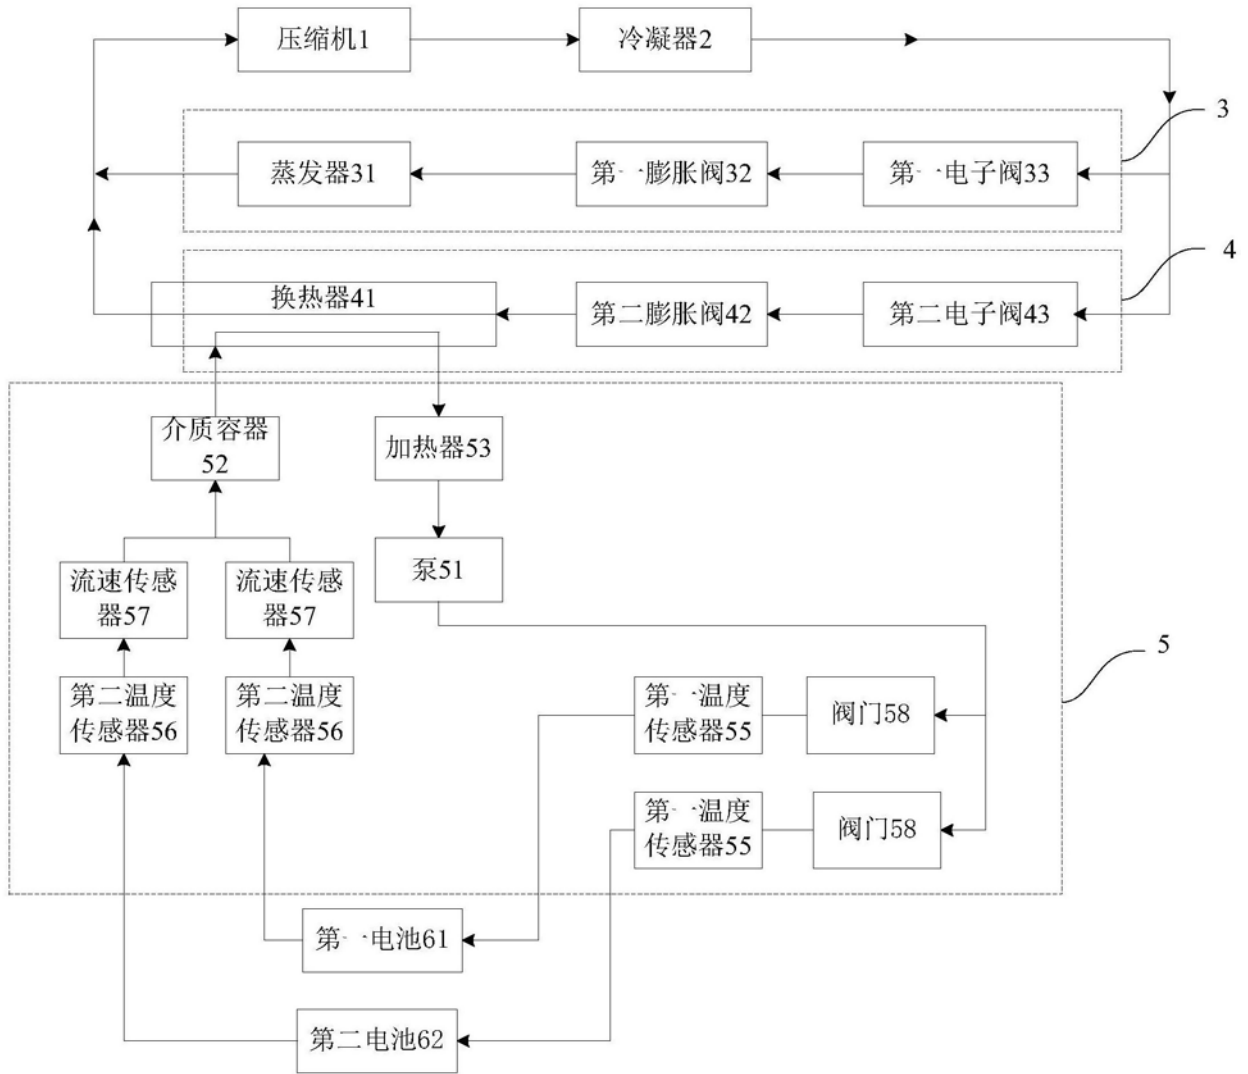 压缩机1
冷凝器2
3
蒸发器31
第一膨胀阀32
第一电子阀33
4
换热器41
第二膨胀阀42
第二电子阀43
介质容器
52
加热器53
流速传感
器57
流速传感
器57
泵51
5
第二温度
传感器56
第二温度
传感器56
第一温度
传感器55
阀门58
第一温度
传感器55
阀门58
第一电池61
第二电池62